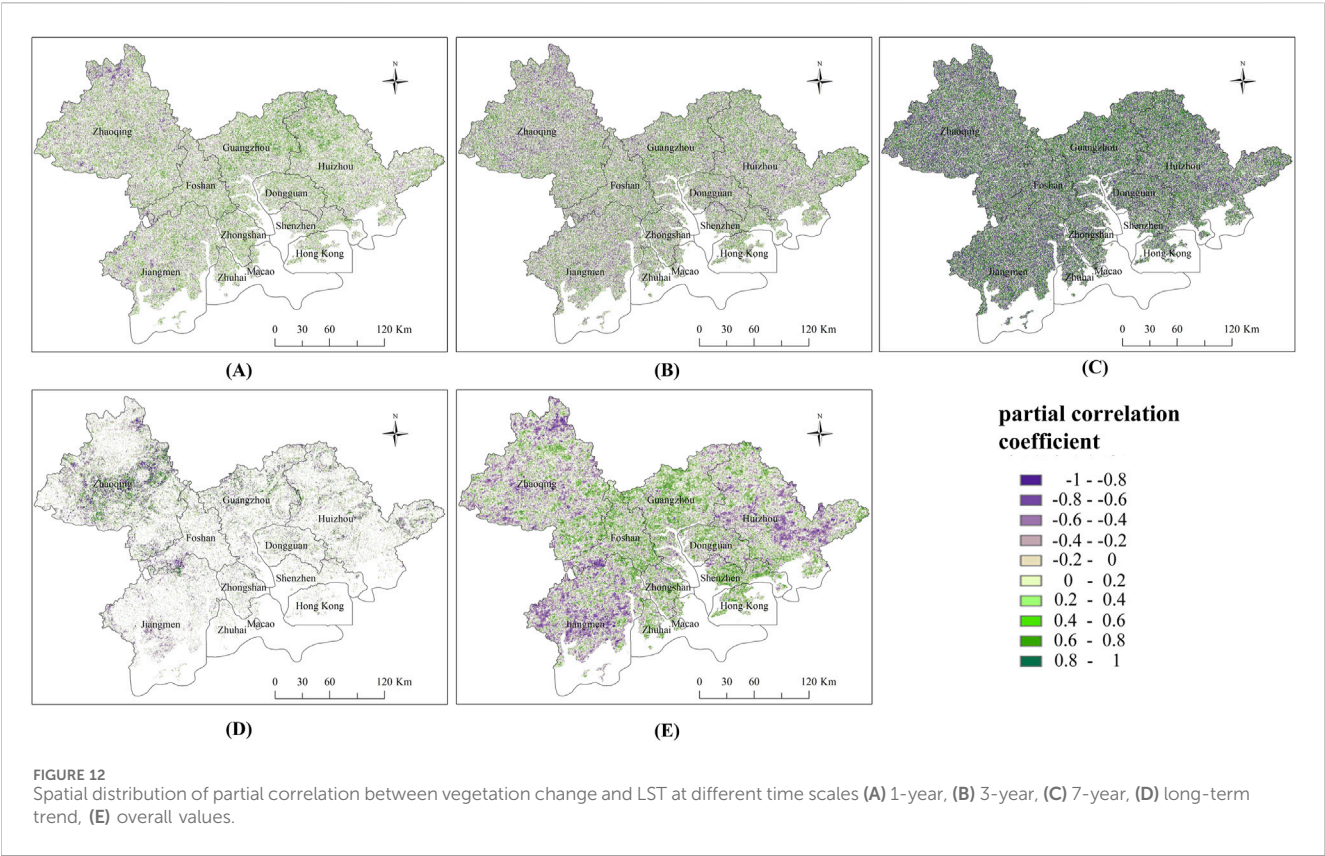 N
Zhaoqing
Guangzhou
Huizhou
Foshan
Dongguan
Shenzhen
Zhongshan
Hong Kong
Jiangmen
Macao
Zhuhai
0 30 60 120 Km
(A)
N
Zhaoqing
Guangzhou
Huizhou
Foshan
Dongguan
Shenzhen
Zhongshan
Hong Kong
Jiangmen
Macao
Zhuhai
0 30 60 120 Km
(B)
N
Zhaoqing
Guangzhou
Huizhou
Foshan
Dongguan
Shenzhen
Zhongshan
Hong Kong
Jiangmen
Macao
Zhuhai
0 30 60 120 Km
(C)
N
Zhaoqing
Guangzhou
Huizhou
Foshan
Dongguan
Shenzhen
Zhongshan
Hong Kong
Jiangmen
Macao
Zhuhai
0 30 60 120 Km
(D)
N
Zhaoqing
Guangzhou
Huizhou
Foshan
Dongguan
Shenzhen
Zhongshan
Hong Kong
Jiangmen
Macao
Zhuhai
0 30 60 120 Km
(E)
partial correlation
coefficient
-1 - -0.8
-0.8 - -0.6
-0.6 - -0.4
-0.4 - -0.2
-0.2 - 0
0 - 0.2
0.2 - 0.4
0.4 - 0.6
0.6 - 0.8
0.8 - 1
FIGURE 12
Spatial distribution of partial correlation between vegetation change and LST at different time scales (A) 1-year, (B) 3-year, (C) 7-year, (D) long-term
trend, (E) overall values.